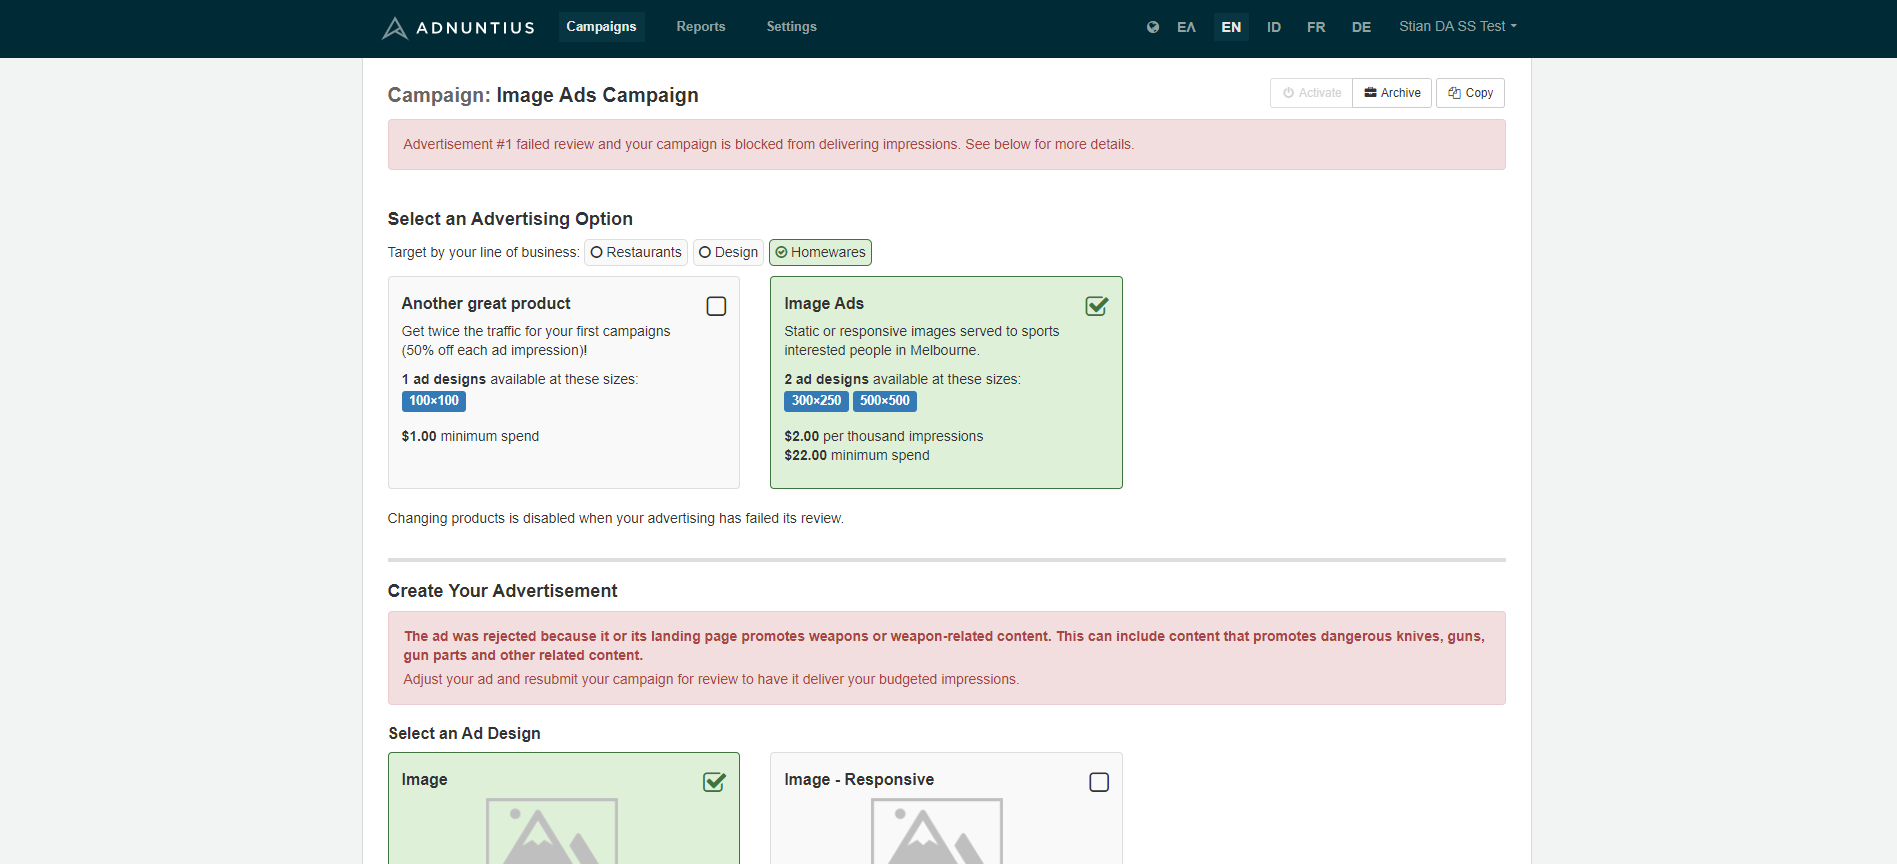 ADNUNTIUS Campaigns Reports Settings ΕΛ EN ID FR DE Stian DA SS Test
Campaign: Image Ads Campaign
Activate Archive Copy
Advertisement #1 failed review and your campaign is blocked from delivering impressions. See below for more details.
Select an Advertising Option
Target by your line of business: Restaurants Design Homewares
Another great product
Get twice the traffic for your first campaigns
(50% off each ad impression)!
1 ad designs available at these sizes:
100×100
$1.00 minimum spend
Image Ads
Static or responsive images served to sports
interested people in Melbourne.
2 ad designs available at these sizes:
300×250 500×500
$2.00 per thousand impressions
$22.00 minimum spend
Changing products is disabled when your advertising has failed its review.
Create Your Advertisement
The ad was rejected because it or its landing page promotes weapons or weapon-related content. This can include content that promotes dangerous knives, guns,
gun parts and other related content.
Adjust your ad and resubmit your campaign for review to have it deliver your budgeted impressions.
Select an Ad Design
Image
Image - Responsive